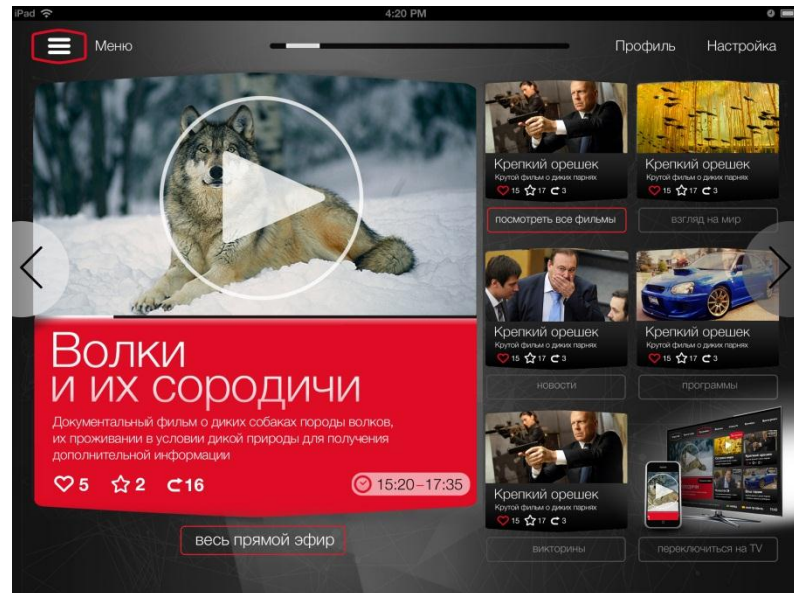 iPad
4:20 PM
Меню
Профиль
Настройка
Волки
и их сородичи
Документальный фильм о диких собаках породы волков,
их проживании в условии дикой природы для получения
дополнительной информации
5 2 16
15:20–17:35
весь прямой эфир
Крепкий орешек
Крутой фильм о диких парнях
15 17 3
посмотреть все фильмы
Крепкий орешек
Крутой фильм о диких парнях
15 17 3
взгляд на мир
Крепкий орешек
Крутой фильм о диких парнях
15 17 3
новости
Крепкий орешек
Крутой фильм о диких парнях
15 17 3
программы
Крепкий орешек
Крутой фильм о диких парнях
15 17 3
викторины
переключиться на TV